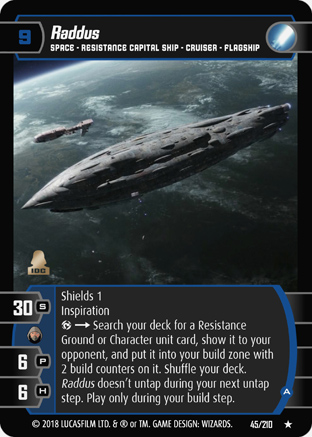 9
Raddus
SPACE - RESISTANCE CAPITAL SHIP - CRUISER - FLAGSHIP
IDC
30 S
6 P
6 H
Shields 1
Inspiration
→ Search your deck for a Resistance
Ground or Character unit card, show it to your
opponent, and put it into your build zone with
2 build counters on it. Shuffle your deck.
Raddus doesn't untap during your next untap
step. Play only during your build step.
A
© 2018 LUCASFILM LTD. & ® or TM. GAME DESIGN: WIZARDS.
45/210 ★